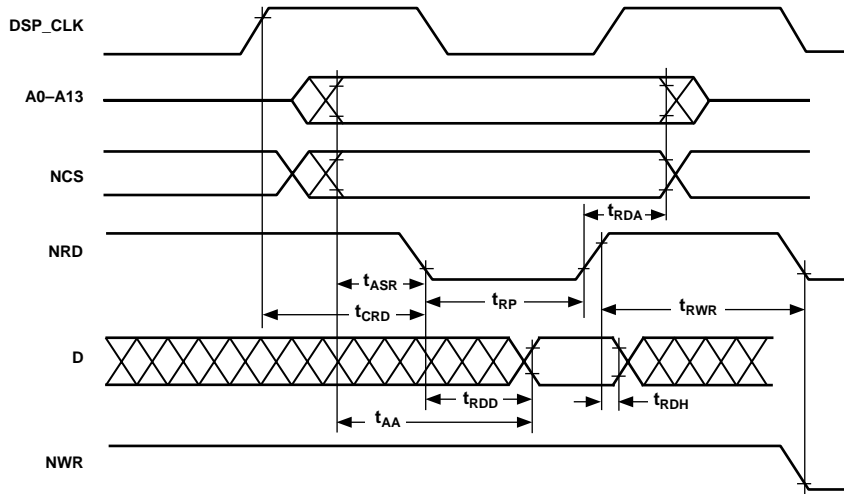 DSP_CLK
A0–A13
NCS
tRDA
NRD
tASR
tRP
tCRD
tRWR
D
tRDD
tRDH
tAA
NWR